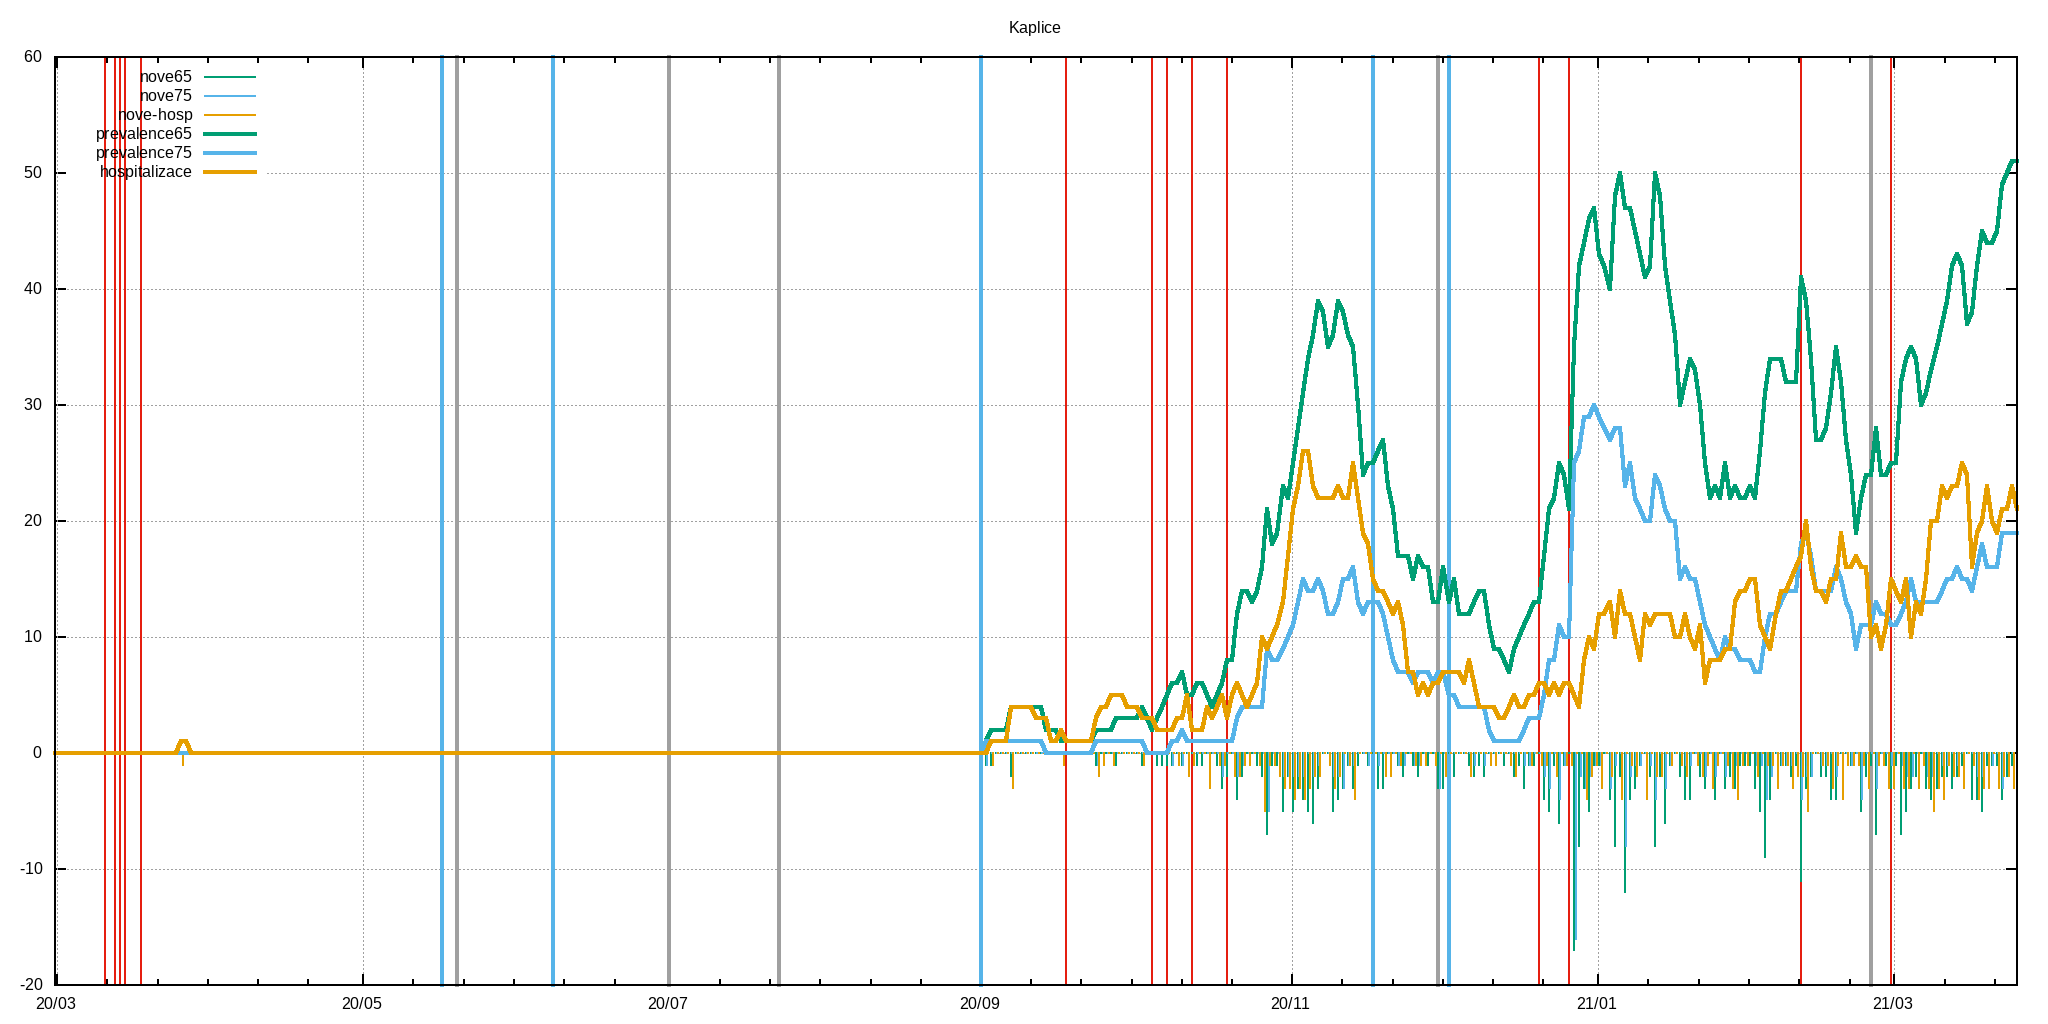 Kaplice
60
50
40
30
20
10
0
-10
-20
nove65
nove75
nove-hosp
prevalence65
prevalence75
hospitalizace
20/03 20/05 20/07 20/09 20/11 21/01 21/03